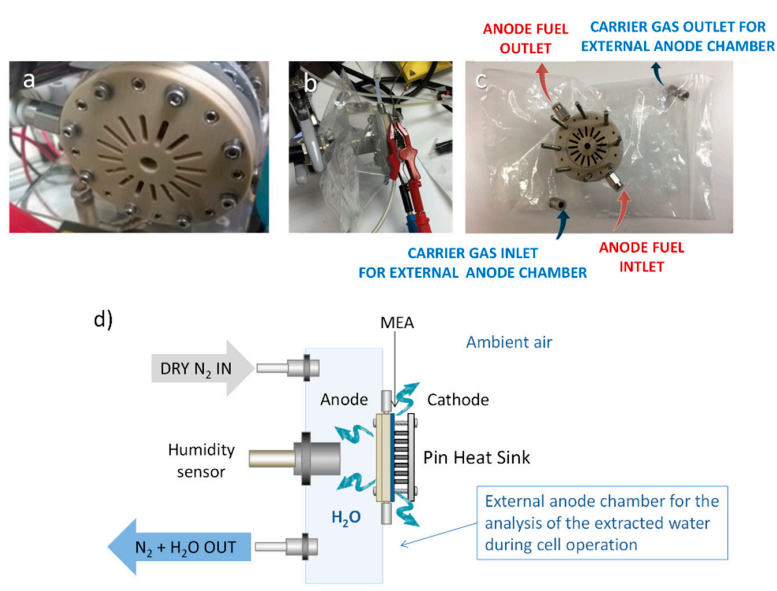 ANODE FUEL
OUTLET
CARRIER GAS OUTLET FOR
EXTERNAL ANODE CHAMBER
a
b
c
CARRIER GAS INLET
FOR EXTERNAL ANODE CHAMBER
ANODE FUEL
INTLET
d)
MEA
Ambient air
DRY N₂ IN
Anode
Cathode
Humidity
sensor
Pin Heat Sink
H₂O
N₂ + H₂O OUT
External anode chamber for the
analysis of the extracted water
during cell operation